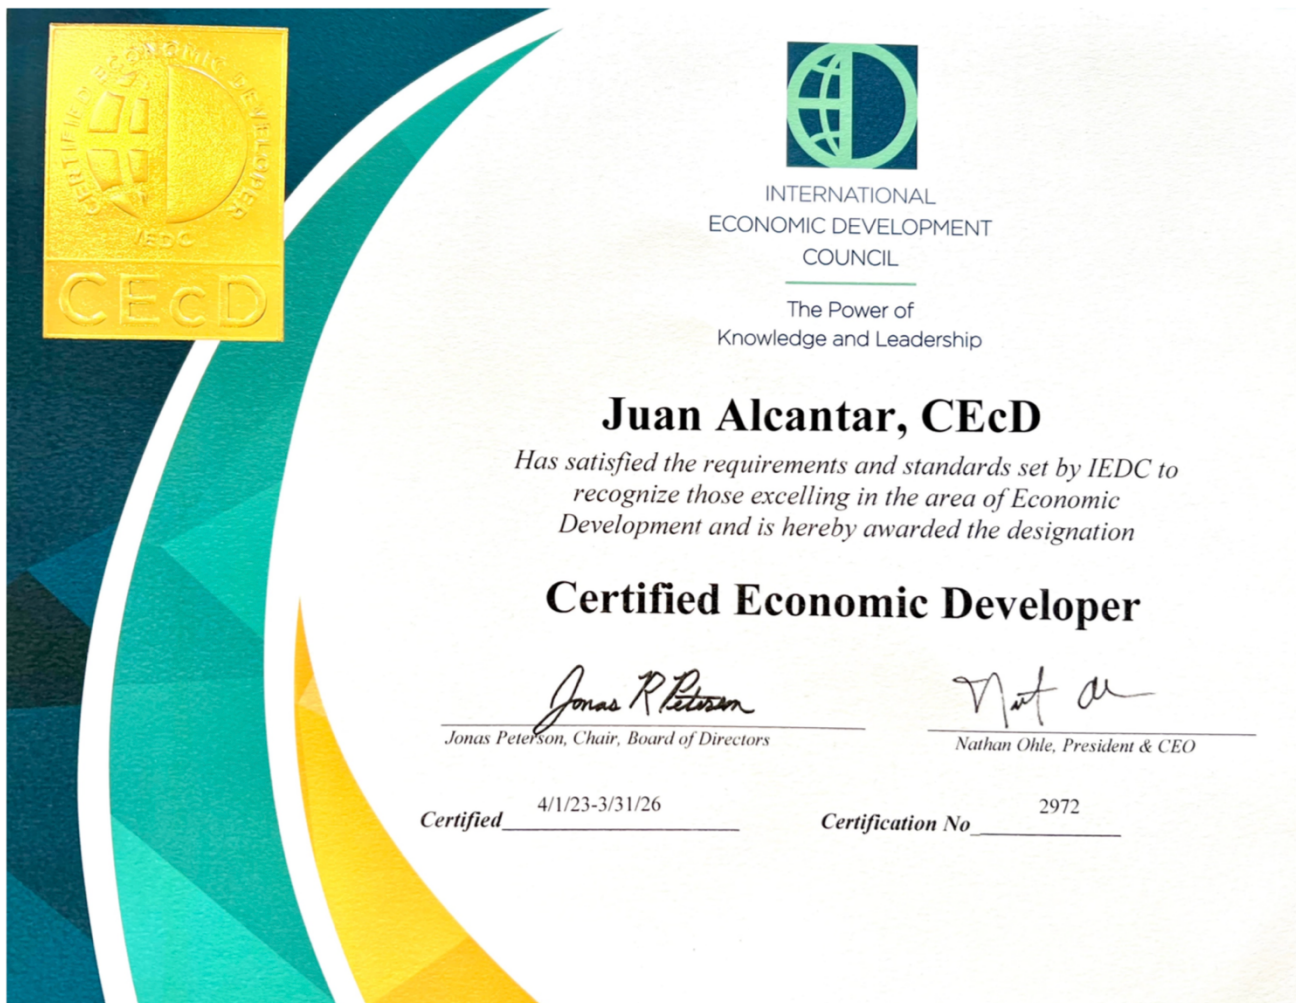 CERTIFIED ECONOMIC DEVELOPER
IEDC
CEcD
INTERNATIONAL
ECONOMIC DEVELOPMENT
COUNCIL
The Power of
Knowledge and Leadership
Juan Alcantar, CEcD
Has satisfied the requirements and standards set by IEDC to
recognize those excelling in the area of Economic
Development and is hereby awarded the designation
Certified Economic Developer
Jonas R Peterson
Jonas Peterson, Chair, Board of Directors
Nathan Ohle, President & CEO
Certified 4/1/23-3/31/26
Certification No 2972